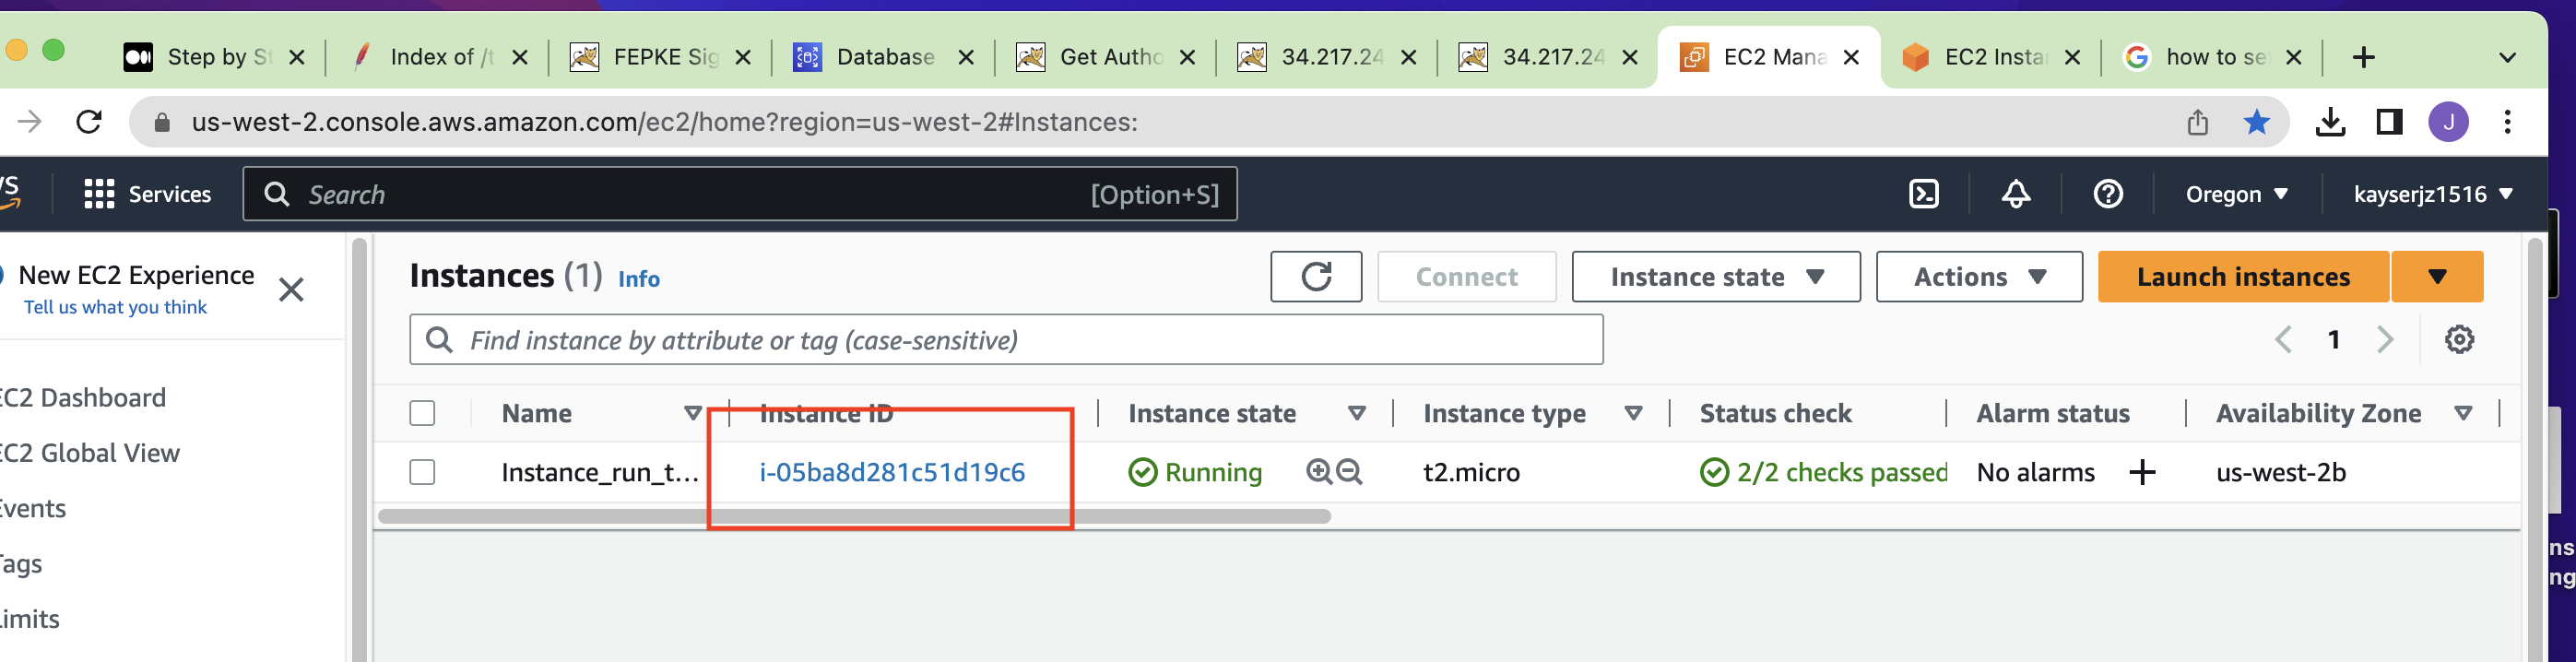 Step by St
Index of /t
FEPKE Sig
Database
Get Autho
34.217.24
34.217.24
EC2 Mana
EC2 Instan
how to se
us-west-2.console.aws.amazon.com/ec2/home?region=us-west-2#Instances:
J
Services
Search
[Option+S]
Oregon
kayserjz1516
New EC2 Experience
Tell us what you think
EC2 Dashboard
EC2 Global View
Events
Tags
Limits
Instances (1) Info
Connect
Instance state
Actions
Launch instances
Find instance by attribute or tag (case-sensitive)
1
Name
Instance ID
Instance state
Instance type
Status check
Alarm status
Availability Zone
Instance_run_t...
i-05ba8d281c51d19c6
Running
t2.micro
2/2 checks passed
No alarms
us-west-2b
ns
ng